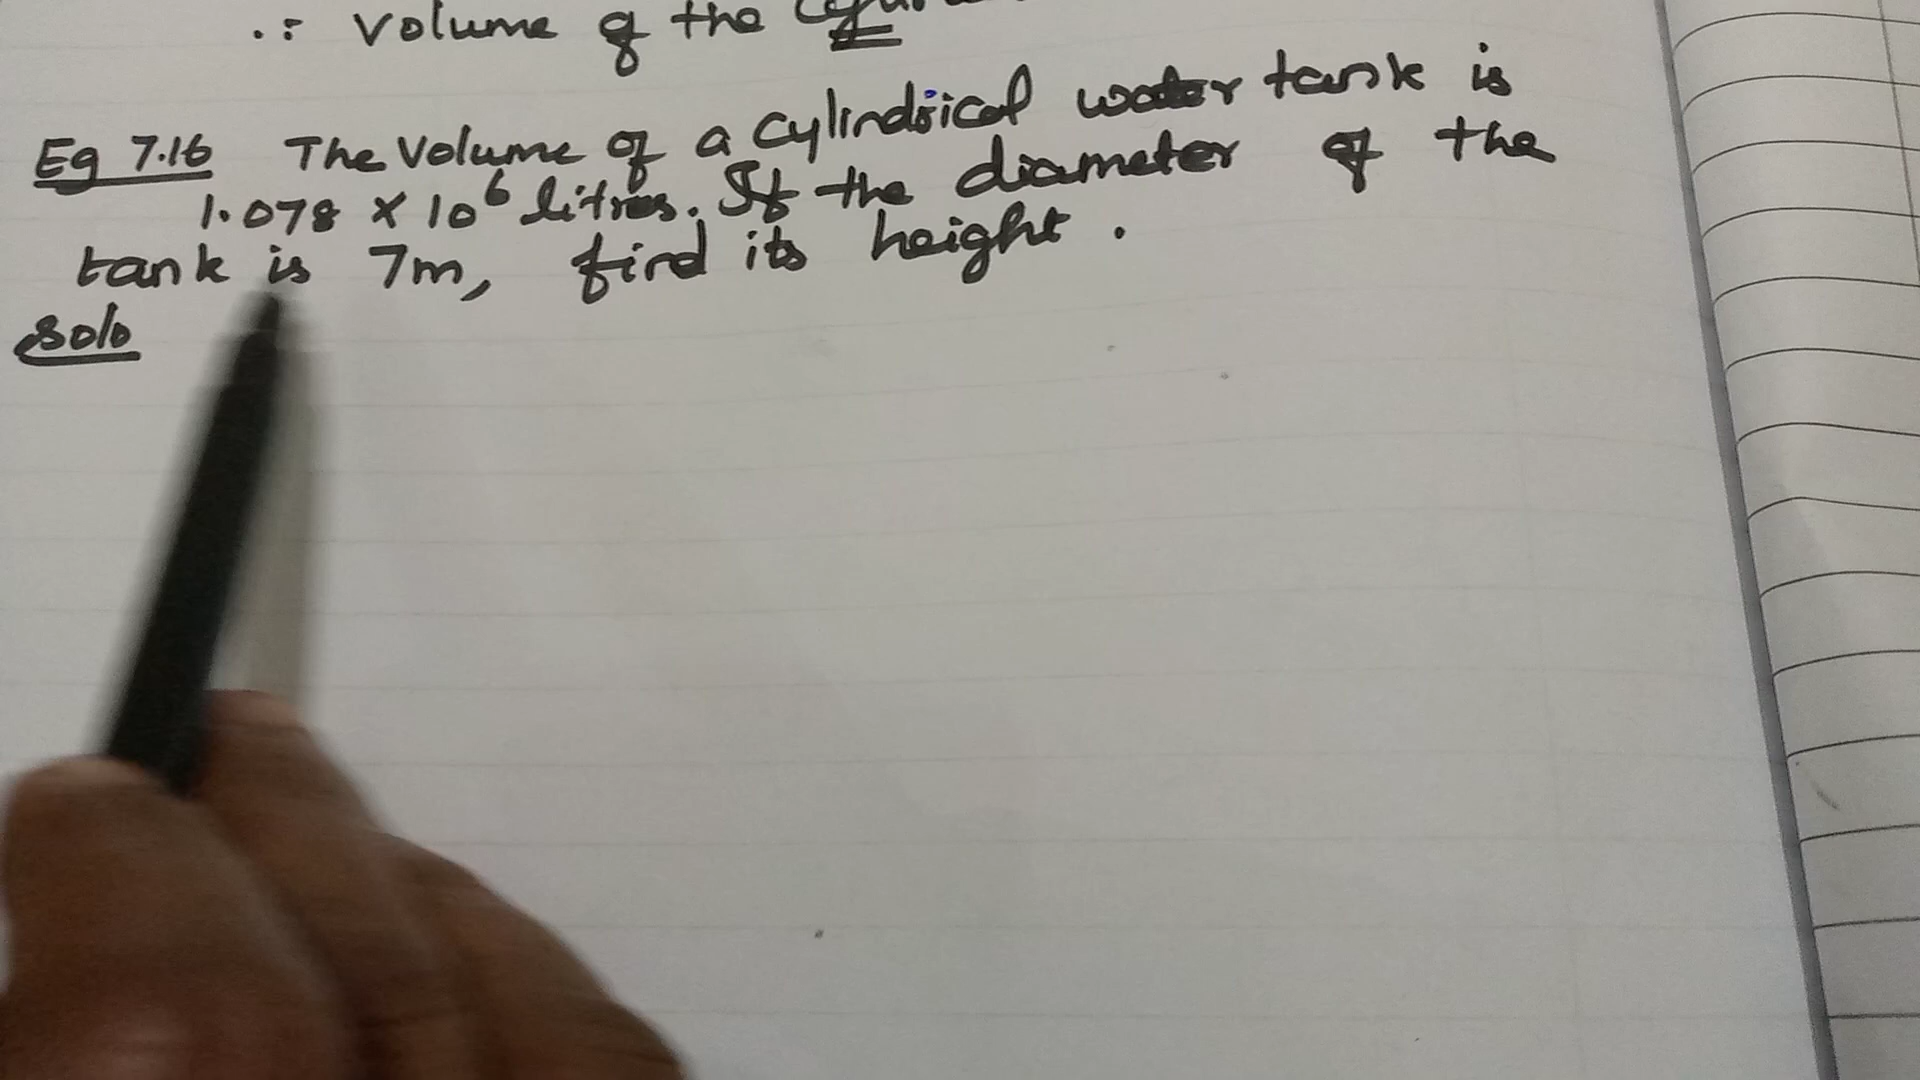 ∴ Volume of the
Eg 7.16 The Volume of a cylindrical water tank is
1.078 × 10⁶ litres. If the diameter of the
tank is 7m, find its height.
Soln